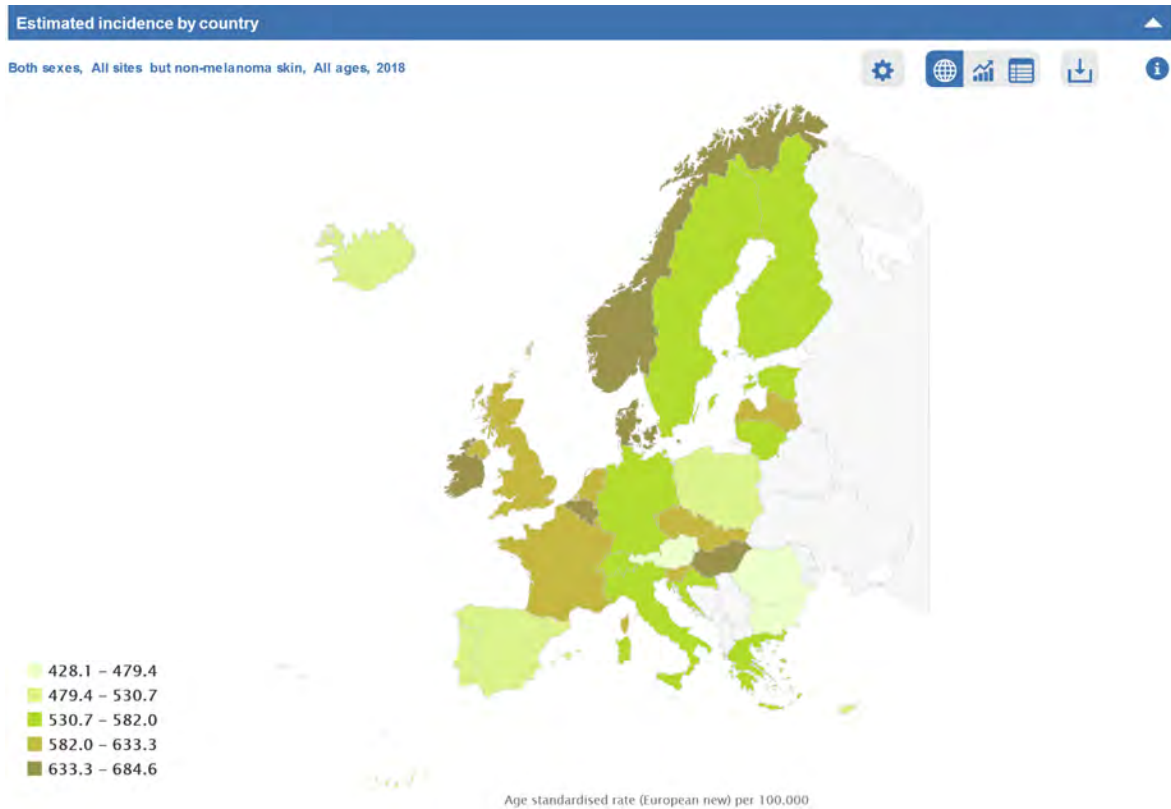 Estimated incidence by country
Both sexes, All sites but non-melanoma skin, All ages, 2018
428.1 – 479.4
479.4 – 530.7
530.7 – 582.0
582.0 – 633.3
633.3 – 684.6
Age standardised rate (European new) per 100.000